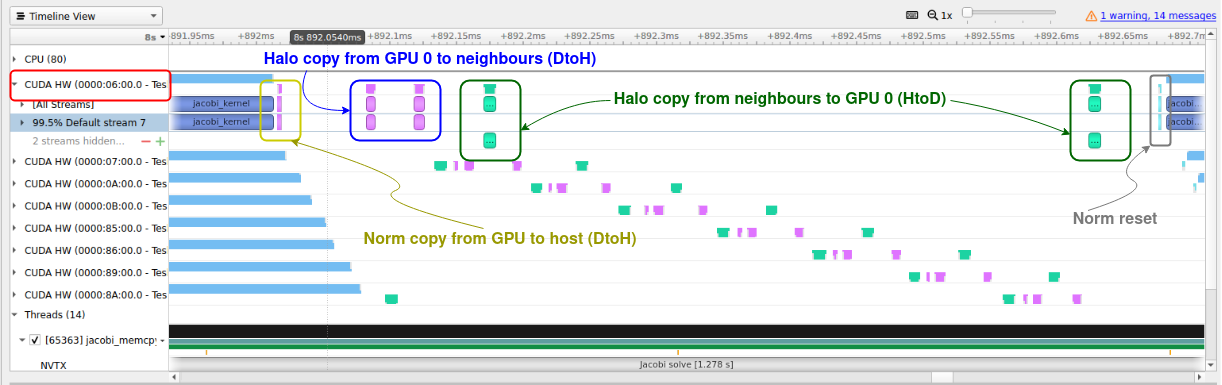 Timeline View
1x
1 warning, 14 messages
8s
+891.95ms +892ms 8s 892.0540ms +892.1ms +892.15ms +892.2ms +892.25ms +892.3ms +892.35ms +892.4ms +892.45ms +892.5ms +892.55ms +892.6ms +892.65ms +892.7m
CPU (80)
Halo copy from GPU 0 to neighbours (DtoH)
CUDA HW (0000:06:00.0 - Tes
[All Streams]
jacobi_kernel
...
...
jacobi...
Halo copy from neighbours to GPU 0 (HtoD)
99.5% Default stream 7
jacobi_kernel
...
...
jacobi...
2 streams hidden...
...
...
CUDA HW (0000:07:00.0 - Tes
CUDA HW (0000:0A:00.0 - Tes
CUDA HW (0000:0B:00.0 - Tes
Norm reset
CUDA HW (0000:85:00.0 - Tes
Norm copy from GPU to host (DtoH)
CUDA HW (0000:86:00.0 - Tes
CUDA HW (0000:89:00.0 - Tes
CUDA HW (0000:8A:00.0 - Tes
Threads (14)
[65363] jacobi_memcpy
NVTX
Jacobi solve [1.278 s]